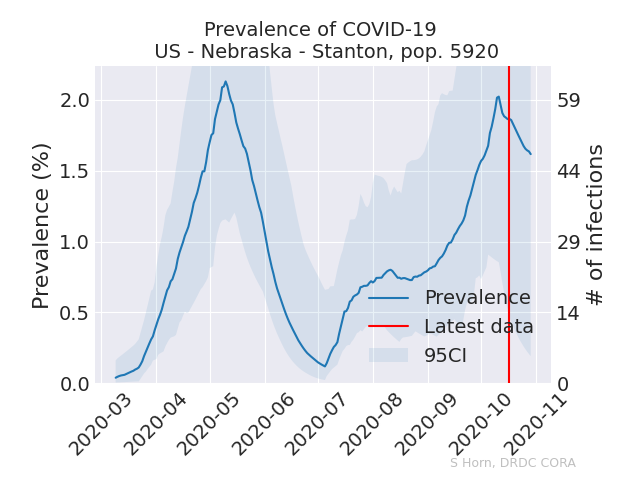 Prevalence of COVID-19
US - Nebraska - Stanton, pop. 5920
Prevalence (%)
2.0
1.5
1.0
0.5
0.0
59
44
29
14
0
# of infections
Prevalence
Latest data
95CI
2020-03
2020-04
2020-05
2020-06
2020-07
2020-08
2020-09
2020-10
2020-11
S Horn, DRDC CORA